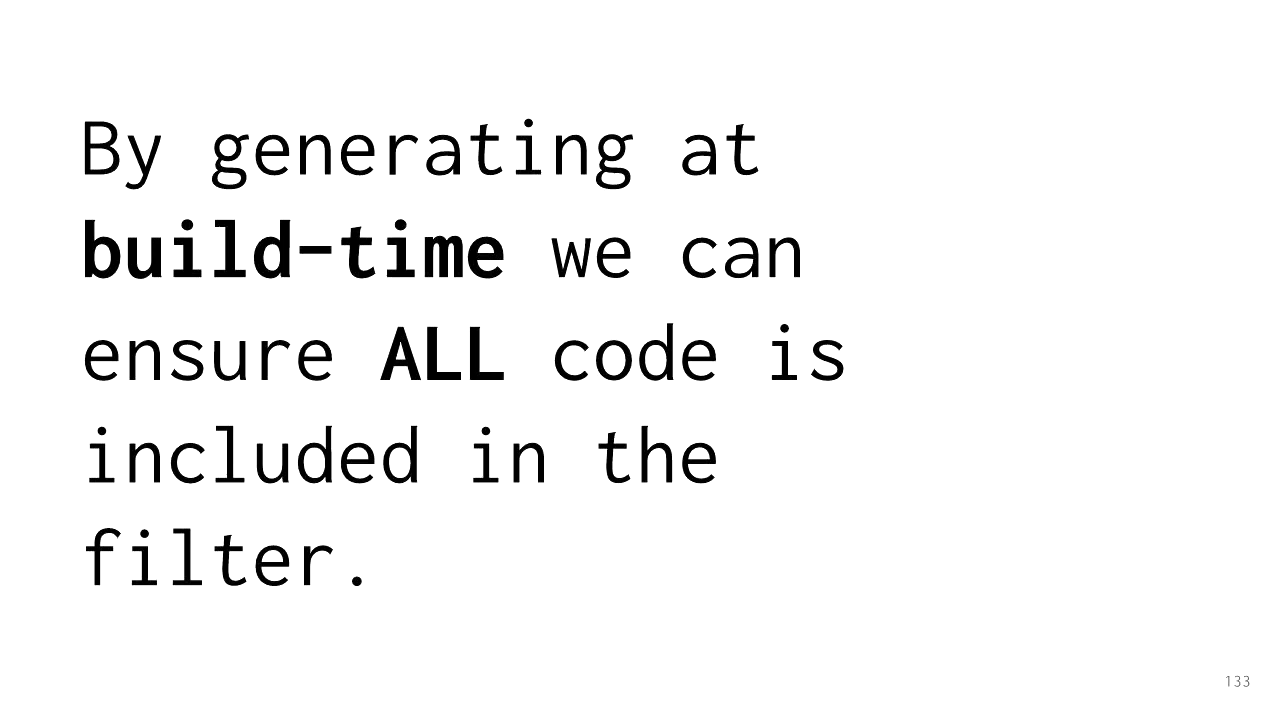 By generating at
build-time we can
ensure ALL code is
included in the
filter.
133